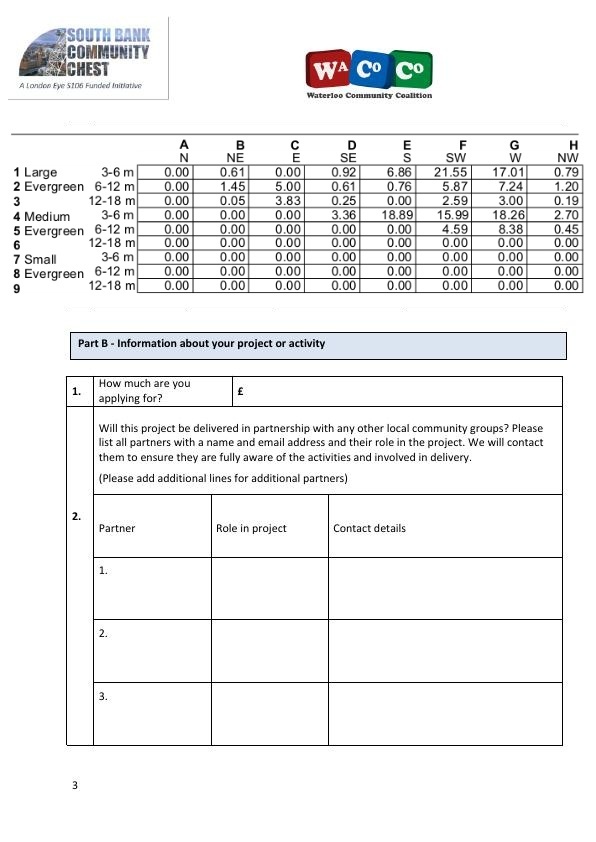 SOUTH BANK
COMMUNITY
CHEST
A London Eye S106 Funded Initiative
WA CO CO
Waterloo Community Coalition
A B C D E F G H
N NE E SE S SW W NW
1 Large 3-6 m 0.00 0.61 0.00 0.92 6.86 21.55 17.01 0.79
2 Evergreen 6-12 m 0.00 1.45 5.00 0.61 0.76 5.87 7.24 1.20
3 12-18 m 0.00 0.05 3.83 0.25 0.00 2.59 3.00 0.19
4 Medium 3-6 m 0.00 0.00 0.00 3.36 18.89 15.99 18.26 2.70
5 Evergreen 6-12 m 0.00 0.00 0.00 0.00 0.00 4.59 8.38 0.45
6 12-18 m 0.00 0.00 0.00 0.00 0.00 0.00 0.00 0.00
7 Small 3-6 m 0.00 0.00 0.00 0.00 0.00 0.00 0.00 0.00
8 Evergreen 6-12 m 0.00 0.00 0.00 0.00 0.00 0.00 0.00 0.00
9 12-18 m 0.00 0.00 0.00 0.00 0.00 0.00 0.00 0.00
Part B - Information about your project or activity
1. How much are you £
applying for?
Will this project be delivered in partnership with any other local community groups? Please
list all partners with a name and email address and their role in the project. We will contact
them to ensure they are fully aware of the activities and involved in delivery.
(Please add additional lines for additional partners)
2.
Partner Role in project Contact details
1.
2.
3.
3